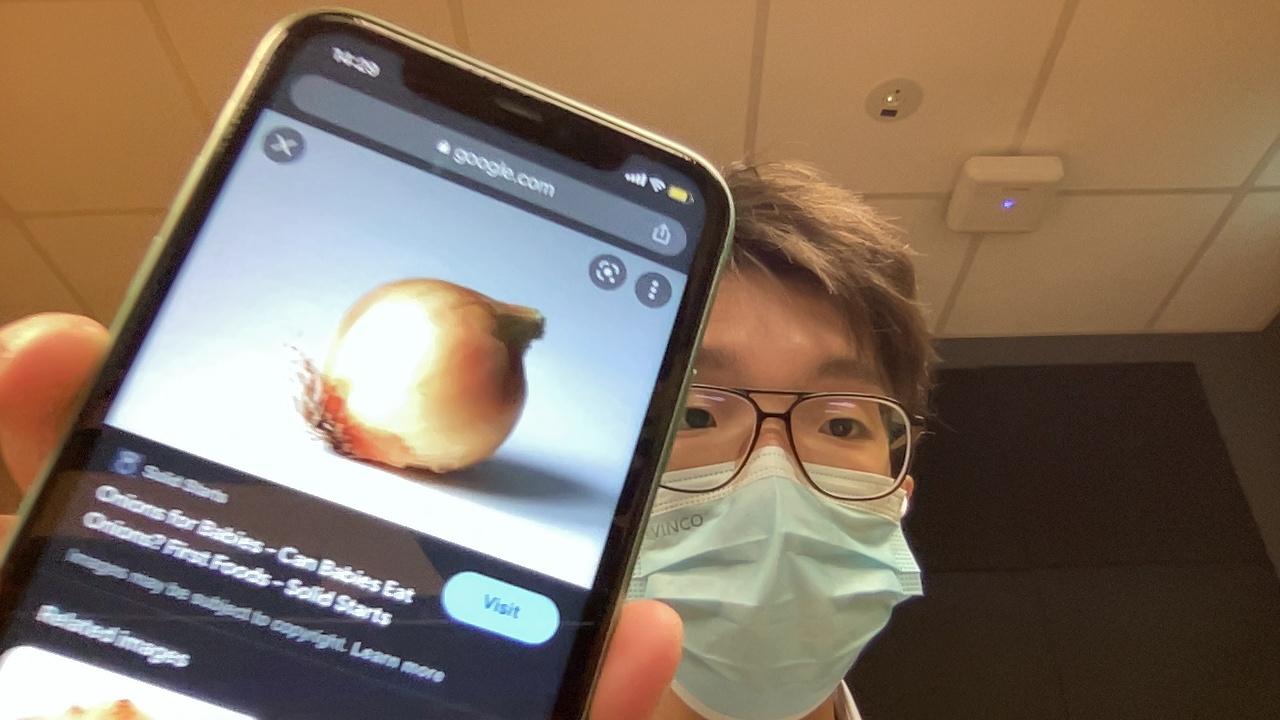 14:29
google.com
Solid Starts
Onions for Babies - Can Babies Eat
Onions? First Foods - Solid Starts
Images may be subject to copyright. Learn more
Visit
Related images
VINCO